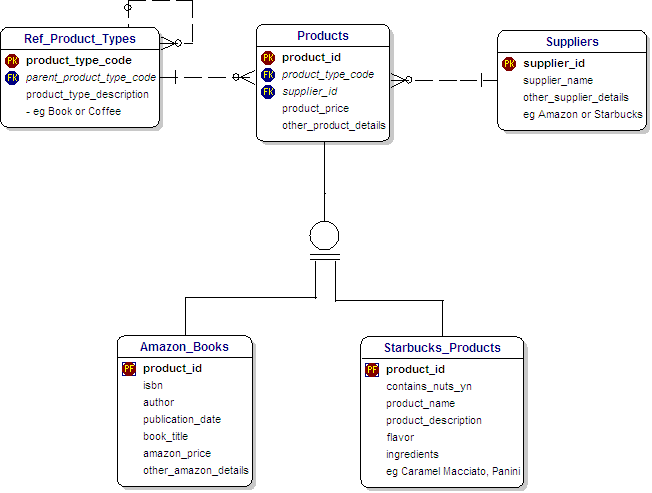 Ref_Product_Types
PK product_type_code
FK parent_product_type_code
product_type_description
- eg Book or Coffee
Products
PK product_id
FK product_type_code
FK supplier_id
product_price
other_product_details
Suppliers
PK supplier_id
supplier_name
other_supplier_details
eg Amazon or Starbucks
Amazon_Books
PF product_id
isbn
author
publication_date
book_title
amazon_price
other_amazon_details
Starbucks_Products
PF product_id
contains_nuts_yn
product_name
product_description
flavor
ingredients
eg Caramel Macciato, Panini